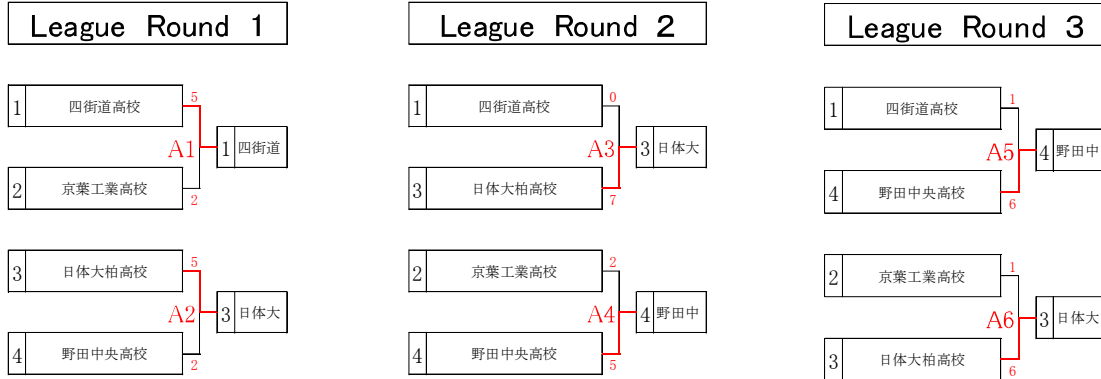 League Round 1
5
1 四街道高校
A1
1 四街道
2 京葉工業高校
2
5
3 日体大柏高校
A2
3 日体大
4 野田中央高校
2
League Round 2
0
1 四街道高校
A3
3 日体大
3 日体大柏高校
7
2
2 京葉工業高校
A4
4 野田中
4 野田中央高校
5
League Round 3
1
1 四街道高校
A5
4 野田中
4 野田中央高校
6
1
2 京葉工業高校
A6
3 日体大
3 日体大柏高校
6